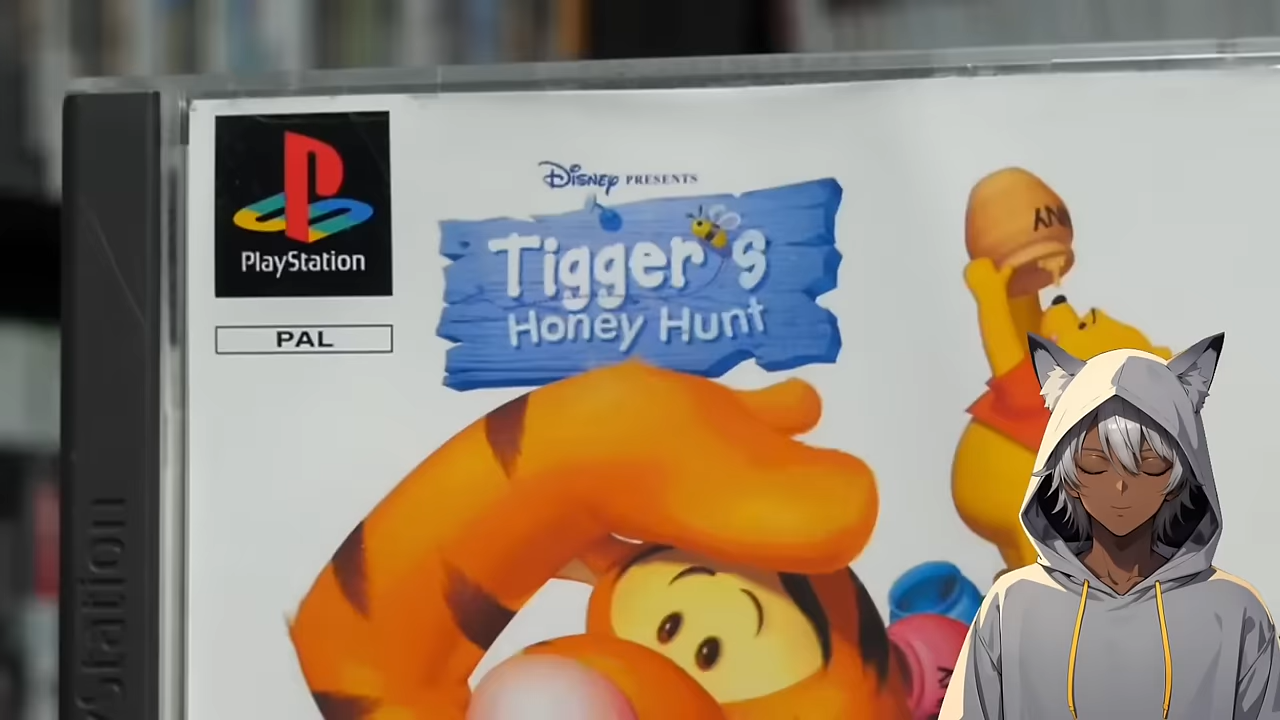 PlayStation
PAL
Disney PRESENTS
Tigger's
Honey Hunt